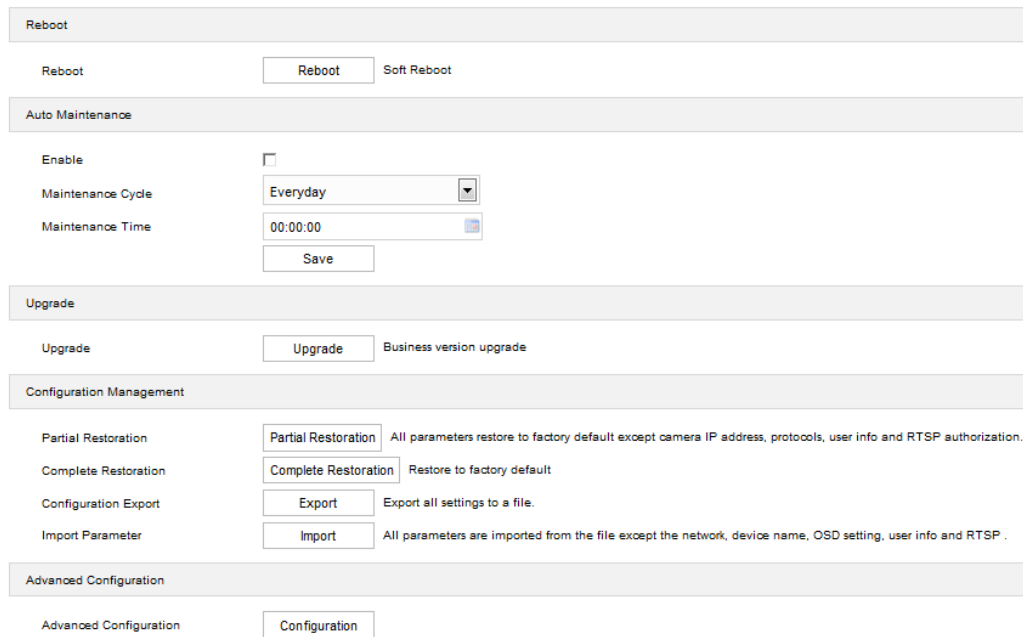 Reboot
Reboot Reboot Soft Reboot
Auto Maintenance
Enable
Maintenance Cycle Everyday
Maintenance Time 00:00:00
Save
Upgrade
Upgrade Upgrade Business version upgrade
Configuration Management
Partial Restoration Partial Restoration All parameters restore to factory default except camera IP address, protocols, user info and RTSP authorization.
Complete Restoration Complete Restoration Restore to factory default
Configuration Export Export Export all settings to a file.
Import Parameter Import All parameters are imported from the file except the network, device name, OSD setting, user info and RTSP .
Advanced Configuration
Advanced Configuration Configuration